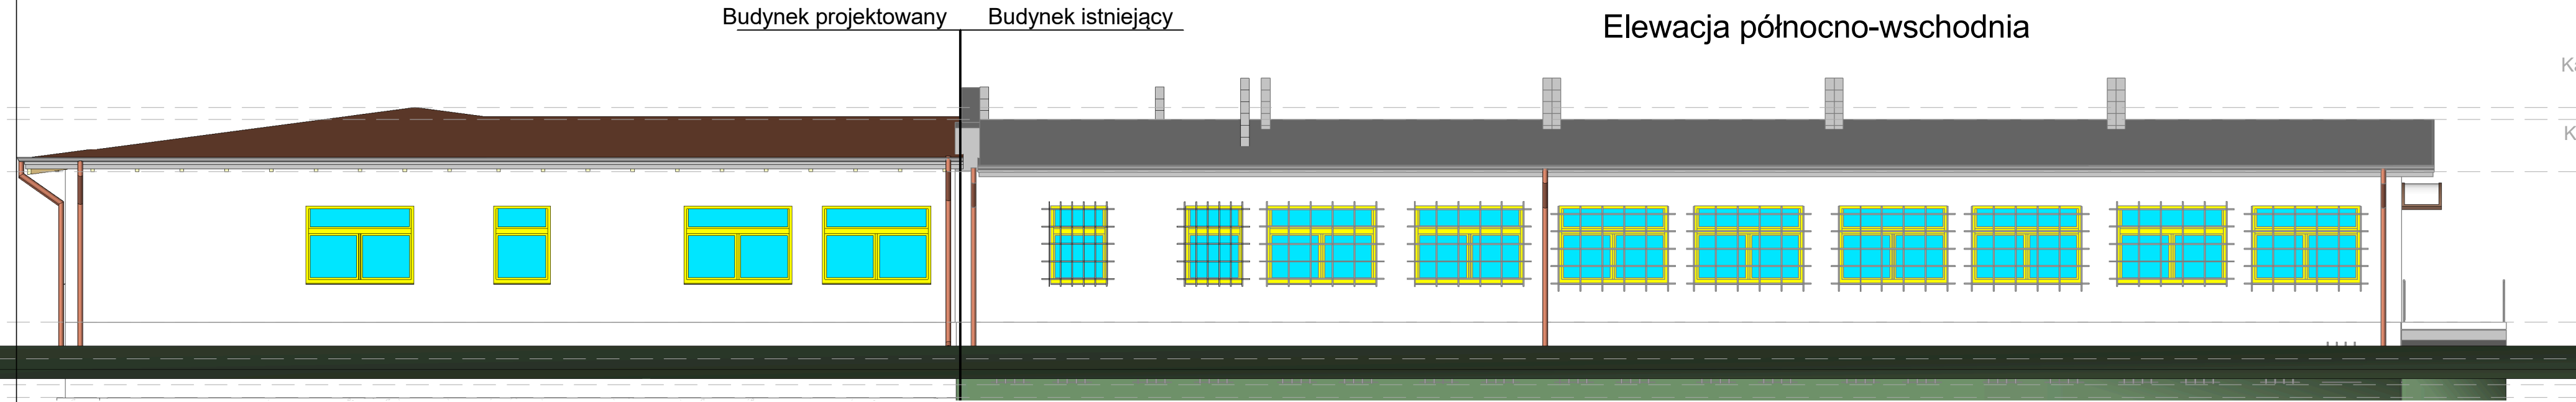 Budynek projektowany
Budynek istniejący
Elewacja północno-wschodnia